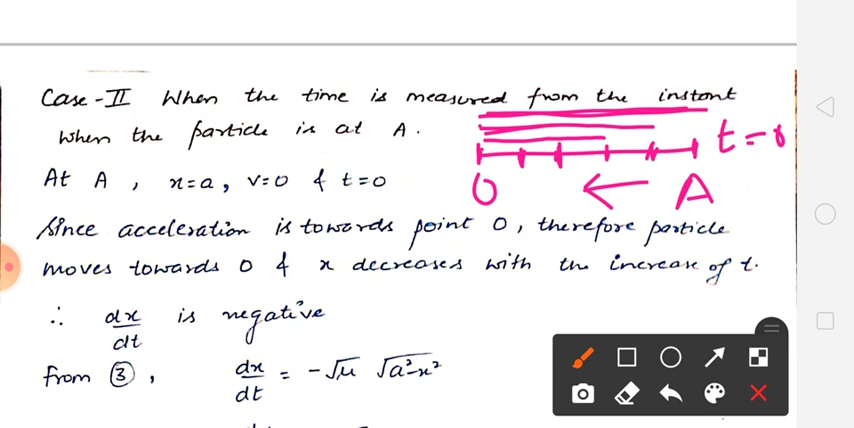 Case-II When the time is measured from the instant
when the particle is at A.
t=0
O ← A
At A, x=a, v=0 & t=0
Since acceleration is towards point O, therefore particle
moves towards O & x decreases with the increase of t.
∴ dx/dt is negative
from ③, dx/dt = -√μ √a²-x²